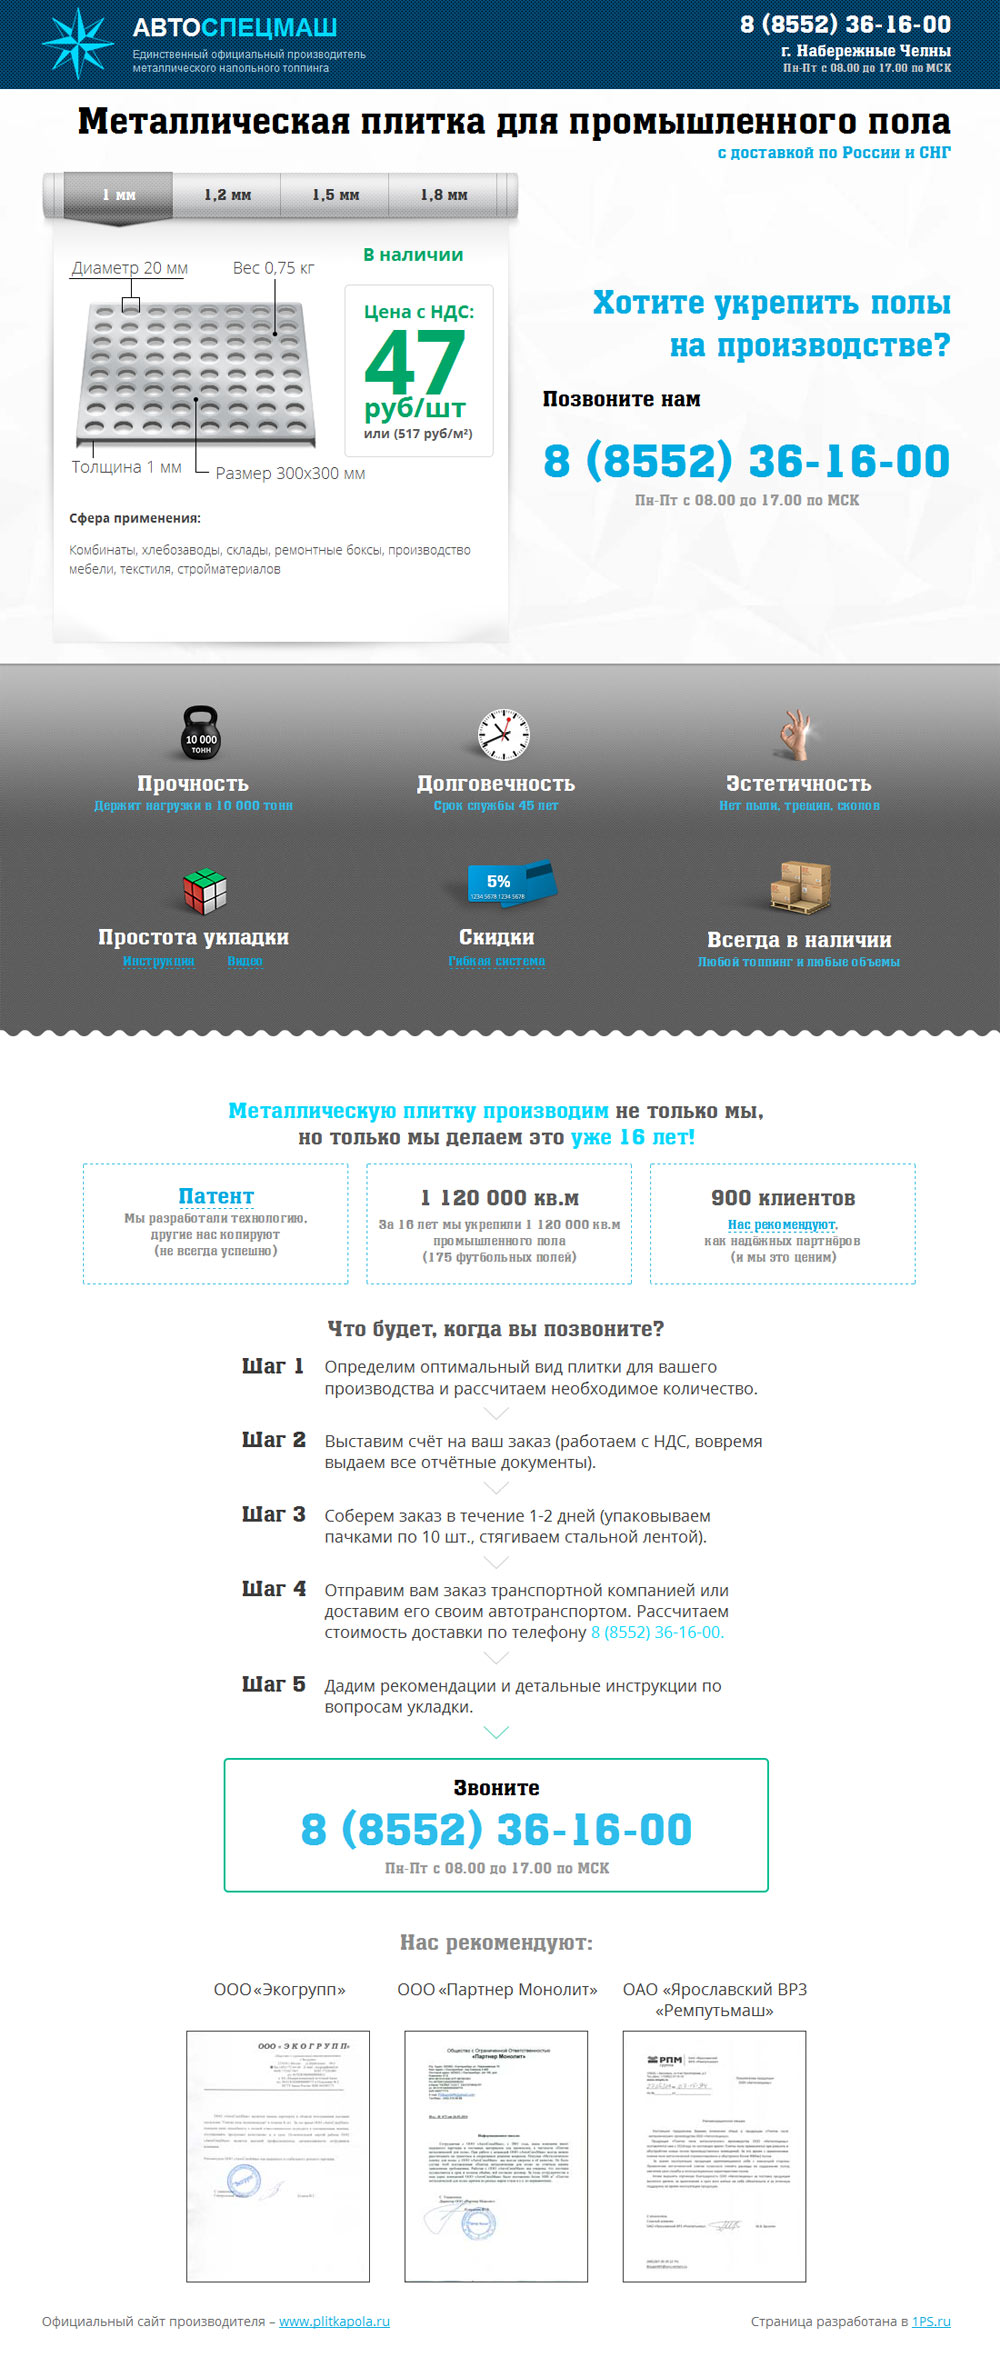 АВТОСПЕЦМАШ
Единственный официальный производитель
металлического напольного топпинга
8 (8552) 36-16-00
г. Набережные Челны
Пн-Пт с 08.00 до 17.00 по МСК
Металлическая плитка для промышленного пола
с доставкой по России и СНГ
1 мм 1,2 мм 1,5 мм 1,8 мм
В наличии
Диаметр 20 мм Вес 0,75 кг
Цена с НДС:
47
руб/шт
или (517 руб/м²)
Толщина 1 мм
Размер 300х300 мм
Сфера применения:
Комбинаты, хлебозаводы, склады, ремонтные боксы, производство
мебели, текстиля, стройматериалов
Хотите укрепить полы
на производстве?
Позвоните нам
8 (8552) 36-16-00
Пн-Пт с 08.00 до 17.00 по МСК
10 000
ТОНН
Прочность
Держит нагрузки в 10 000 тонн
Долговечность
Срок службы 45 лет
Эстетичность
Нет пыли, трещин, сколов
Простота укладки
Инструкция Видео
5%
1234 5678 1234 5678
Скидки
Гибкая система
Всегда в наличии
Любой топпинг и любые объемы
Металлическую плитку производим не только мы,
но только мы делаем это уже 16 лет!
Патент
Мы разработали технологию,
другие нас копируют
(не всегда успешно)
1 120 000 кв.м
За 16 лет мы укрепили 1 120 000 кв.м
промышленного пола
(175 футбольных полей)
900 клиентов
Нас рекомендуют,
как надёжных партнёров
(и мы это ценим)
Что будет, когда вы позвоните?
Шаг 1 Определим оптимальный вид плитки для вашего
производства и рассчитаем необходимое количество.
Шаг 2 Выставим счёт на ваш заказ (работаем с НДС, вовремя
выдаем все отчётные документы).
Шаг 3 Соберем заказ в течение 1-2 дней (упаковываем
пачками по 10 шт., стягиваем стальной лентой).
Шаг 4 Отправим вам заказ транспортной компанией или
доставим его своим автотранспортом. Рассчитаем
стоимость доставки по телефону 8 (8552) 36-16-00.
Шаг 5 Дадим рекомендации и детальные инструкции по
вопросам укладки.
Звоните
8 (8552) 36-16-00
Пн-Пт с 08.00 до 17.00 по МСК
Нас рекомендуют:
ООО «Экогрупп»
ООО «Партнер Монолит»
ОАО «Ярославский ВРЗ
«Ремпутьмаш»
ООО «ЭКОГРУПП»
Общество с Ограниченной Ответственностью
«Партнер Монолит»
РПМ
Официальный сайт производителя – www.plitkapola.ru
Страница разработана в 1PS.ru